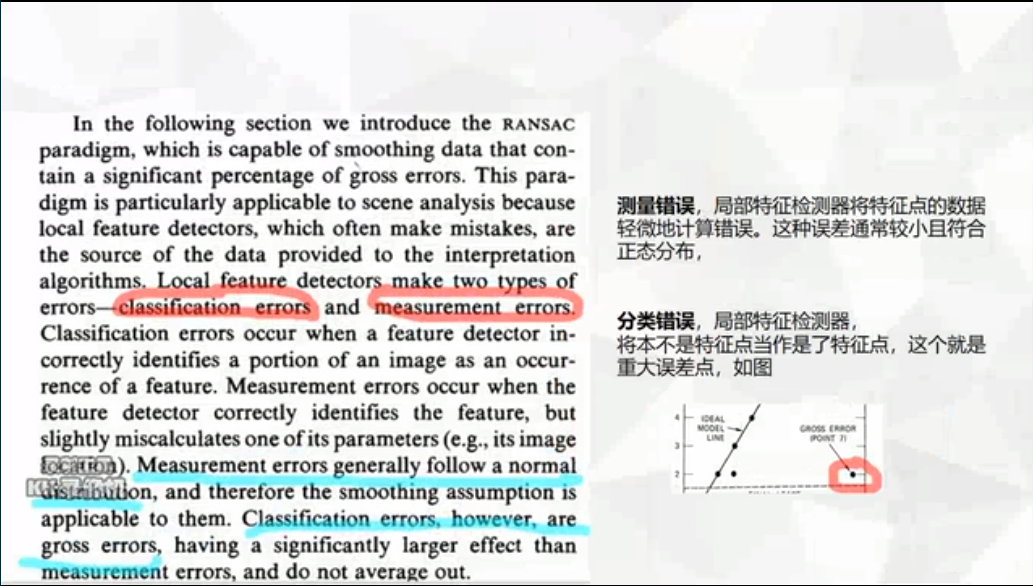 In the following section we introduce the RANSAC
paradigm, which is capable of smoothing data that con-
tain a significant percentage of gross errors. This para-
digm is particularly applicable to scene analysis because
local feature detectors, which often make mistakes, are
the source of the data provided to the interpretation
algorithms. Local feature detectors make two types of
errors—classification errors and measurement errors.
Classification errors occur when a feature detector in-
correctly identifies a portion of an image as an occur-
rence of a feature. Measurement errors occur when the
feature detector correctly identifies the feature, but
slightly miscalculates one of its parameters (e.g., its image
location). Measurement errors generally follow a normal
distribution, and therefore the smoothing assumption is
applicable to them. Classification errors, however, are
gross errors, having a significantly larger effect than
measurement errors, and do not average out.
测量错误，局部特征检测器将特征点的数据
轻微地计算错误。这种误差通常较小且符合
正态分布，
分类错误，局部特征检测器，
将本不是特征点当作是了特征点，这个就是
重大误差点，如图
4
IDEAL
MODEL
LINE
GROSS ERROR
(POINT 7)
3
2